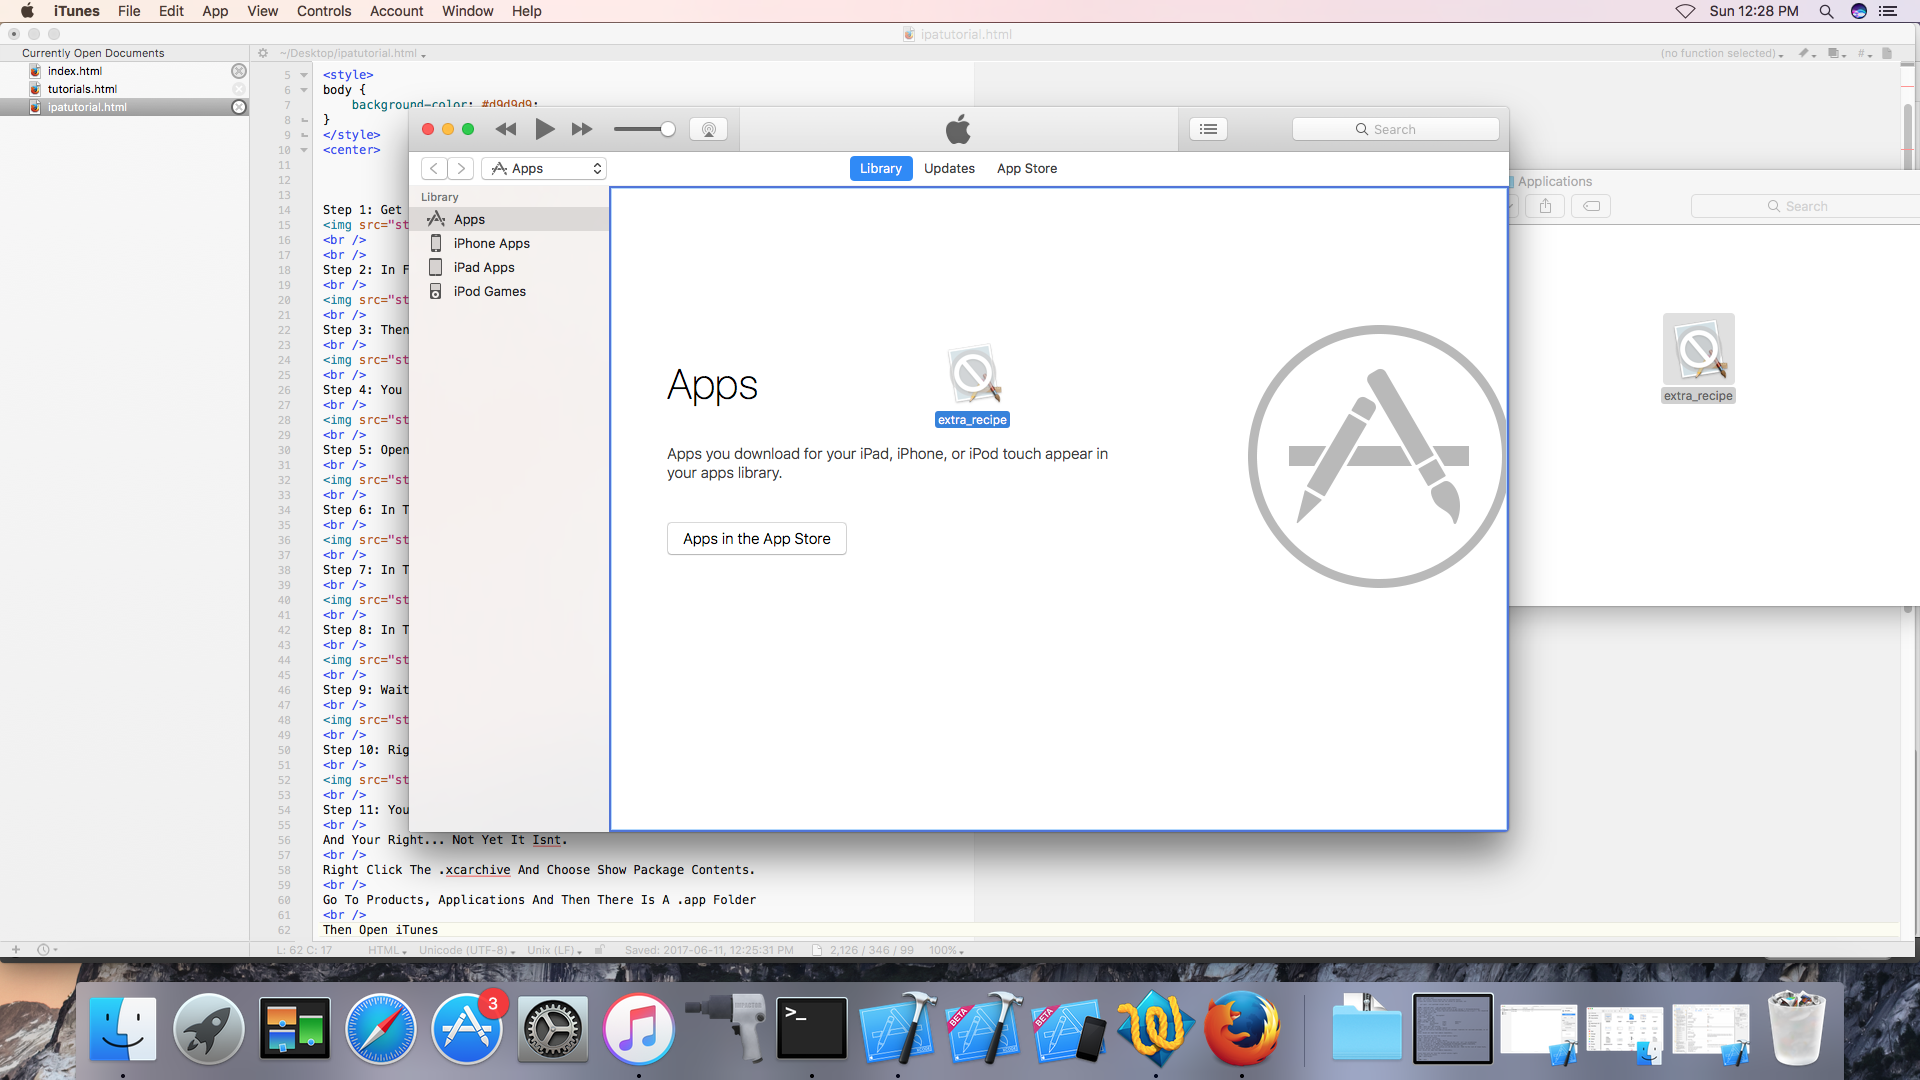 iTunes File Edit View App Controls Account Window Help
Sun 12:28 PM
ipatutorial.html
Currently Open Documents
~/Desktop/ipatutorial.html
(no function selected)
#
index.html
tutorials.html
ipatutorial.html
5 <style>
6 body {
7 background-color: #d9d9d9;
8 }
9 </style>
10 <center>
11
12
13
14 Step 1: Get
15 <img src="st
16 <br />
17 <br />
18 Step 2: In F
19 <br />
20 <img src="st
21 <br />
22 Step 3: Then
23 <br />
24 <img src="st
25 <br />
26 Step 4: You
27 <br />
28 <img src="st
29 <br />
30 Step 5: Open
31 <br />
32 <img src="st
33 <br />
34 Step 6: In T
35 <br />
36 <img src="st
37 <br />
38 Step 7: In T
39 <br />
40 <img src="st
41 <br />
42 Step 8: In T
43 <br />
44 <img src="st
45 <br />
46 Step 9: Wait
47 <br />
48 <img src="st
49 <br />
50 Step 10: Rig
51 <br />
52 <img src="st
53 <br />
54 Step 11: You
55 <br />
56 And Your Right... Not Yet It Isnt.
57 <br />
58 Right Click The .xcarchive And Choose Show Package Contents.
59 <br />
60 Go To Products, Applications And Then There Is A .app Folder
61 <br />
62 Then Open iTunes
L: 62 C: 17 HTML Unicode (UTF-8) Unix (LF) Saved: 2017-06-11, 12:25:31 PM 2,126 / 346 / 99 100%
Search
Apps
Library Updates App Store
Library
Apps
iPhone Apps
iPad Apps
iPod Games
Apps
extra_recipe
Apps you download for your iPad, iPhone, or iPod touch appear in
your apps library.
Apps in the App Store
Applications
Search
extra_recipe
3
>_
BETA
BETA